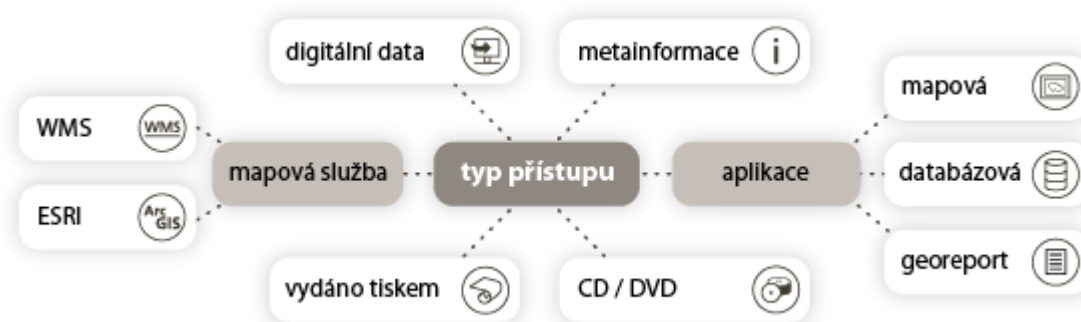 digitální data
metainformace
i
mapová
WMS
WMS
mapová služba
typ přístupu
aplikace
databázová
ESRI
Arc
GIS
georeport
vydáno tiskem
CD / DVD